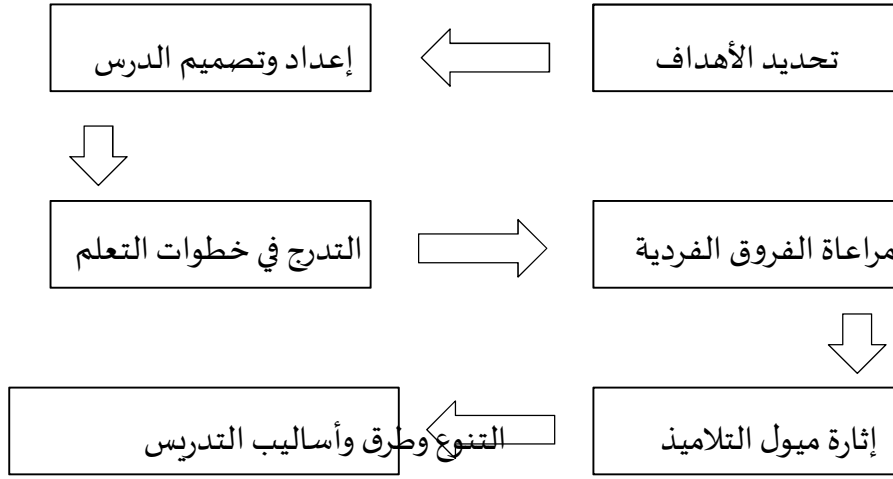 تحديد الأهداف
إعداد وتصميم الدرس
التدرج في خطوات التعلم
مراعاة الفروق الفردية
إثارة ميول التلاميذ
التنوع وطرق وأساليب التدريس